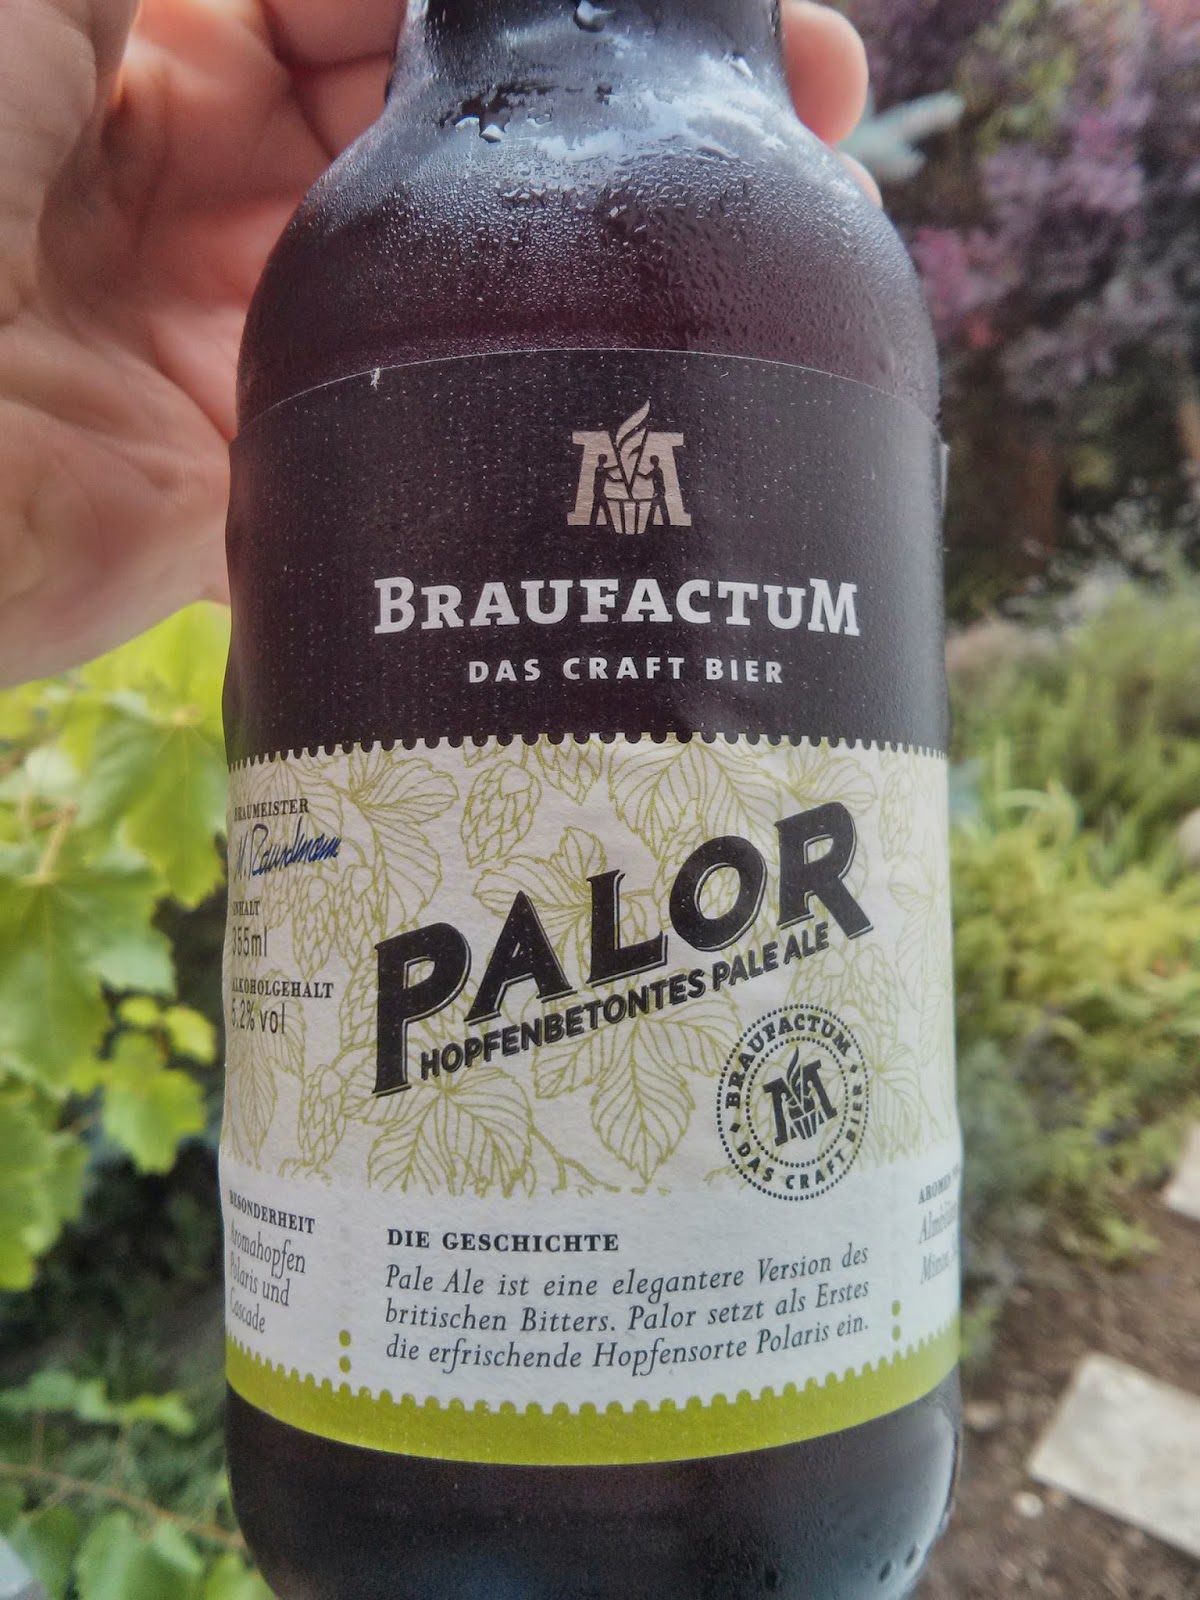 BRAUFACTUM
DAS CRAFT BIER
BRAUMEISTER
INHALT
355ml
ALKOHOLGEHALT
5.2% vol
PALOR
HOPFENBETONTES PALE ALE
BRAUFACTUM
DAS CRAFT BIER
BESONDERHEIT
Aromahopfen
Polaris und
Cascade
DIE GESCHICHTE
Pale Ale ist eine elegantere Version des
britischen Bitters. Palor setzt als Erstes
die erfrischende Hopfensorte Polaris ein.
AROMEN